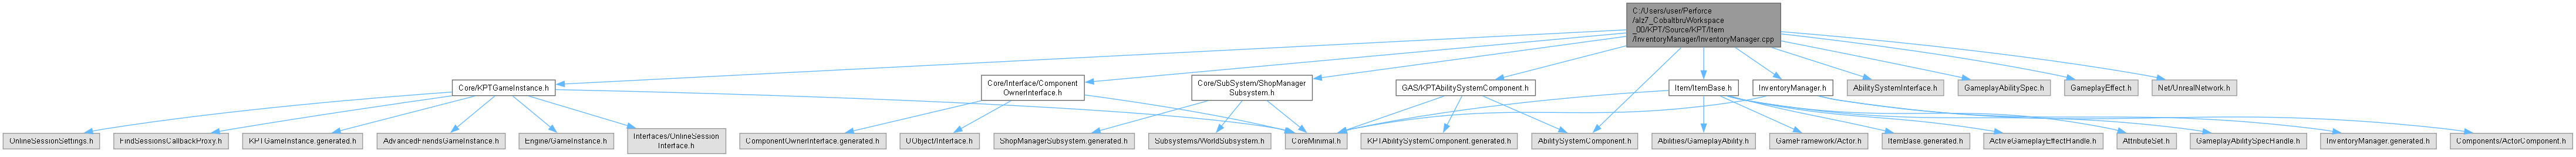 C:/Users/user/Perforce
/alz7_CobaltbruWorkspace
_00/KPT/Source/KPT/Item
/InventoryManager/InventoryManager.cpp
Core/KPTGameInstance.h
Core/Interface/Component
OwnerInterface.h
Core/SubSystem/ShopManager
Subsystem.h
GAS/KPTAbilitySystemComponent.h
Item/ItemBase.h
InventoryManager.h
AbilitySystemInterface.h
GameplayAbilitySpec.h
GameplayEffect.h
Net/UnrealNetwork.h
OnlineSessionSettings.h
FindSessionsCallbackProxy.h
KPTGameInstance.generated.h
AdvancedFriendsGameInstance.h
Engine/GameInstance.h
Interfaces/OnlineSession
Interface.h
ComponentOwnerInterface.generated.h
UObject/Interface.h
ShopManagerSubsystem.generated.h
Subsystems/WorldSubsystem.h
CoreMinimal.h
KPTAbilitySystemComponent.generated.h
AbilitySystemComponent.h
Abilities/GameplayAbility.h
GameFramework/Actor.h
ItemBase.generated.h
ActiveGameplayEffectHandle.h
AttributeSet.h
GameplayAbilitySpecHandle.h
InventoryManager.generated.h
Components/ActorComponent.h